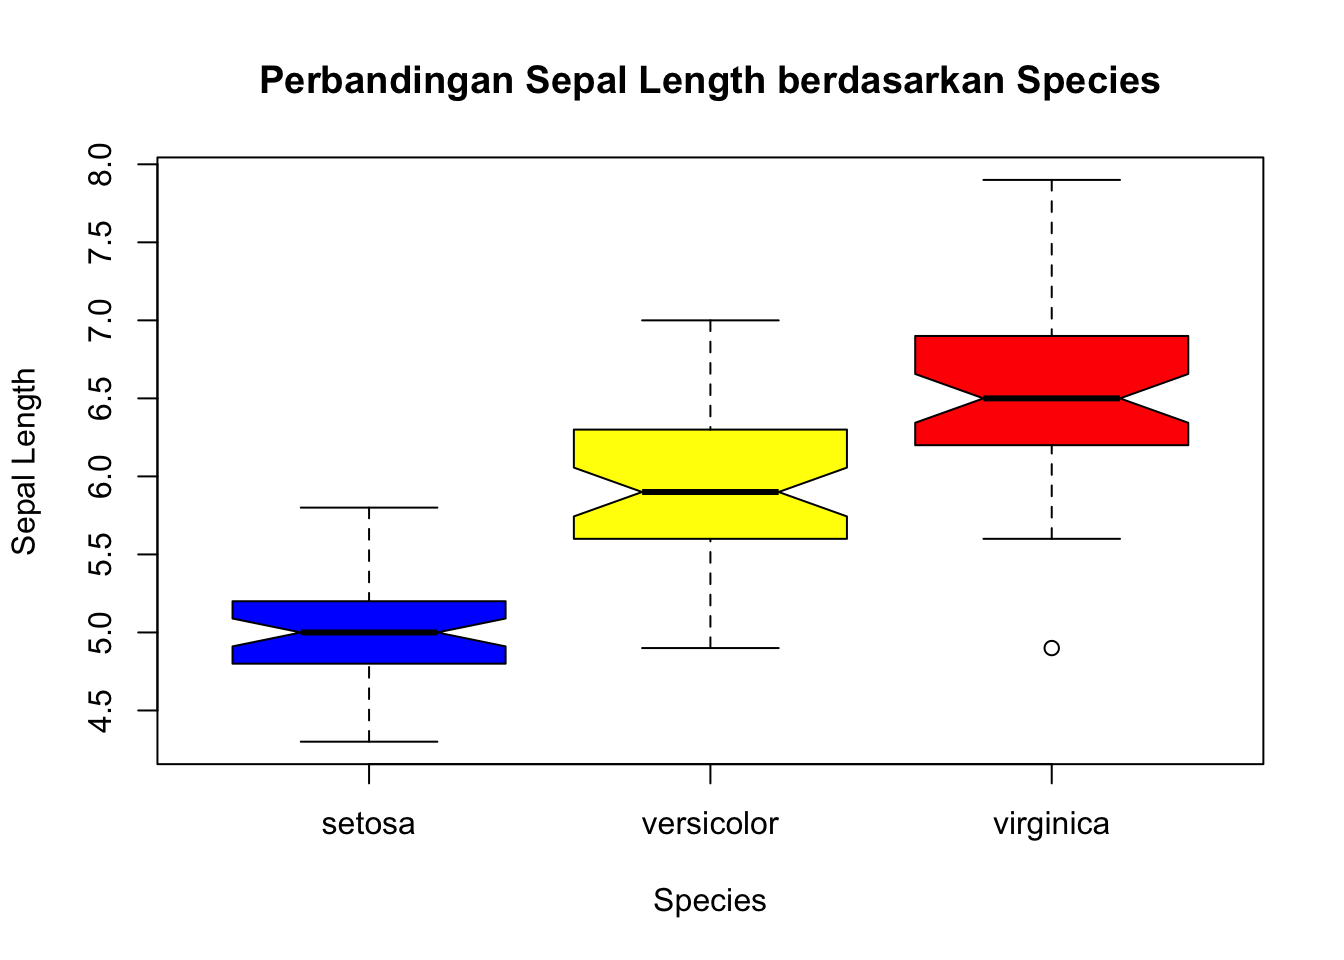 Perbandingan Sepal Length berdasarkan Species
Sepal Length
8.0
7.5
7.0
6.5
6.0
5.5
5.0
4.5
setosa versicolor virginica
Species